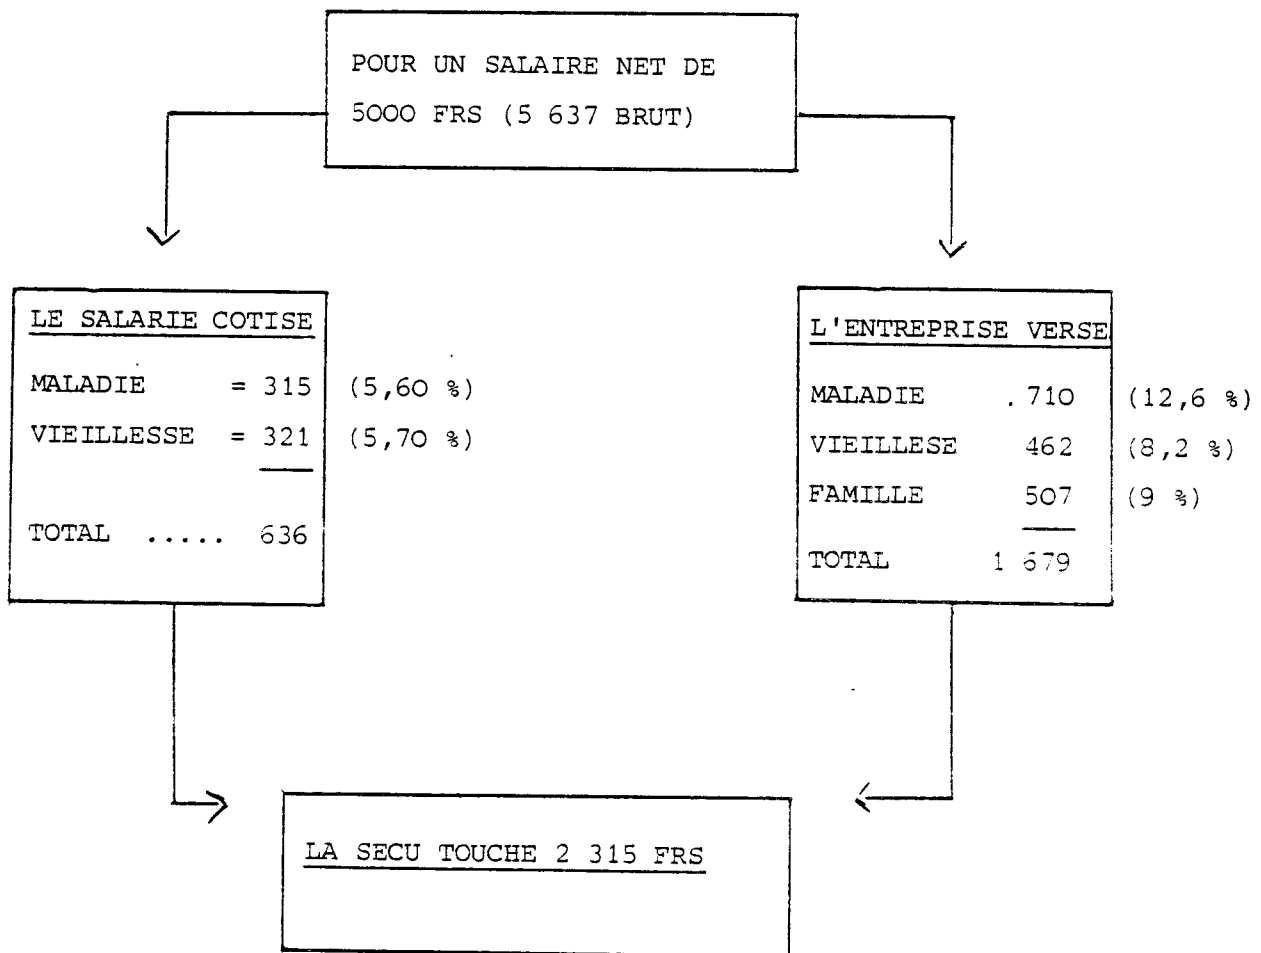 POUR UN SALAIRE NET DE
5000 FRS (5 637 BRUT)
LE SALARIE COTISE
MALADIE = 315 (5,60 %)
VIEILLESSE = 321 (5,70 %)
TOTAL ..... 636
L'ENTREPRISE VERSE
MALADIE . 710 (12,6 %)
VIEILLESE 462 (8,2 %)
FAMILLE 507 (9 %)
TOTAL 1 679
LA SECU TOUCHE 2 315 FRS